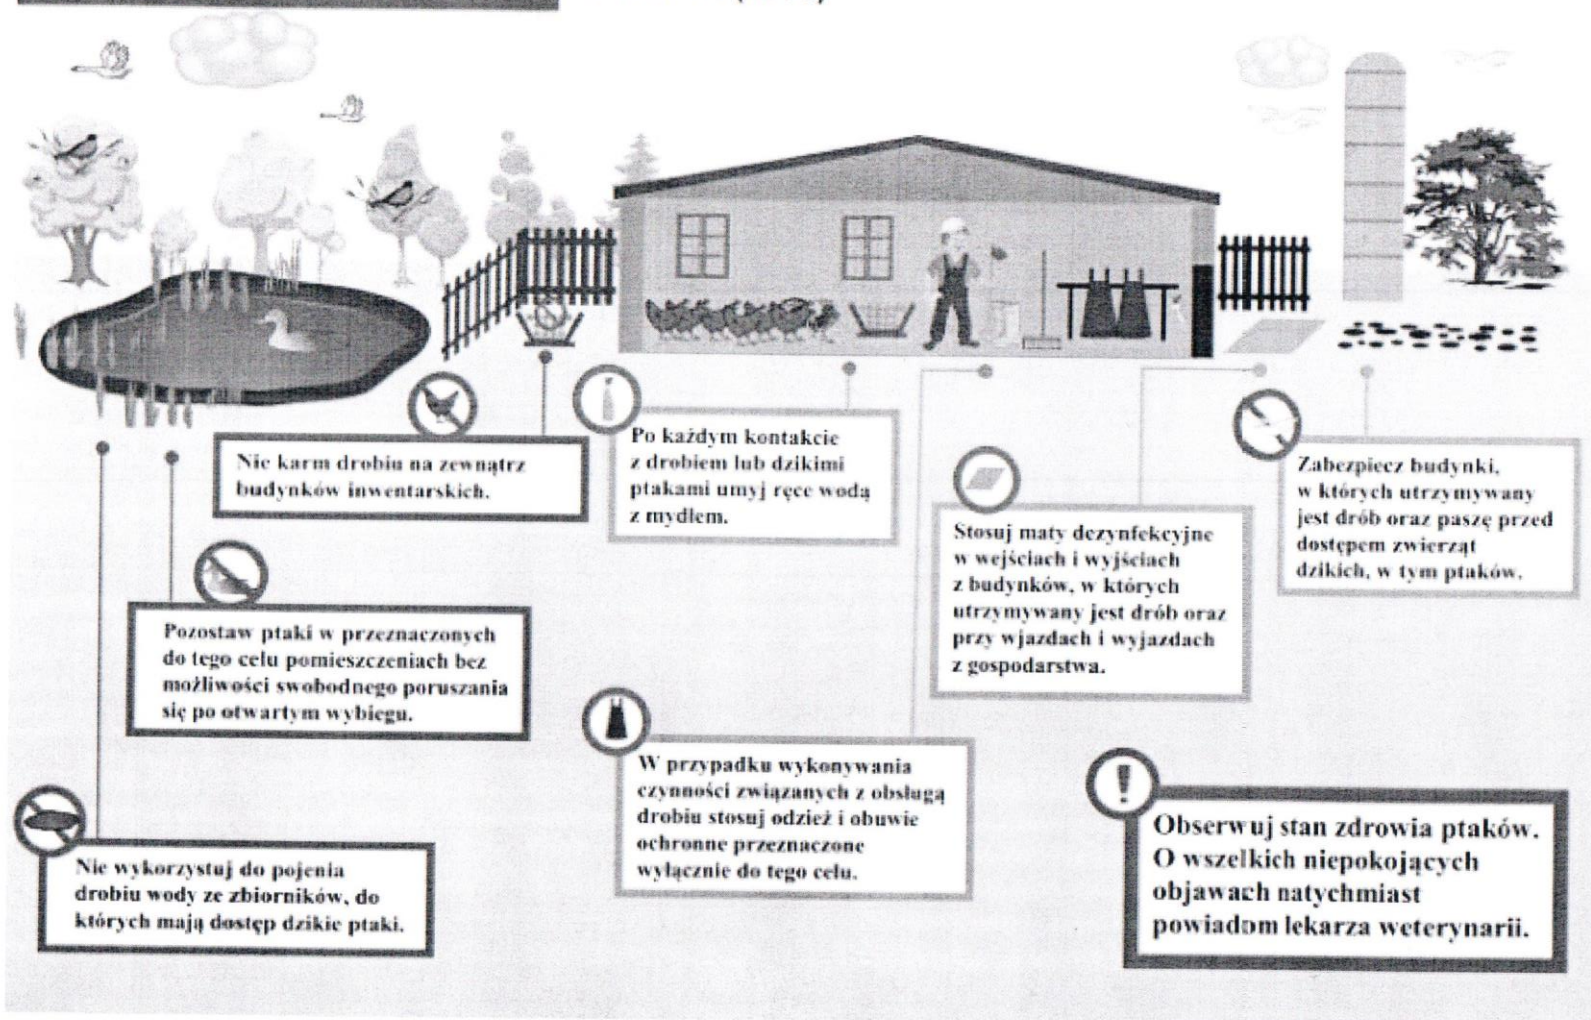 Nie karm drobiu na zewnątrz
budynków inwentarskich.
Po każdym kontakcie
z drobiem lub dzikimi
ptakami umyj ręce wodą
z mydłem.
Stosuj maty dezynfekcyjne
w wejściach i wyjściach
z budynków, w których
utrzymywany jest drób oraz
przy wjazdach i wyjazdach
z gospodarstwa.
Zabezpiecz budynki,
w których utrzymywany
jest drób oraz paszę przed
dostępem zwierząt
dzikich, w tym ptaków.
Pozostaw ptaki w przeznaczonych
do tego celu pomieszczeniach bez
możliwości swobodnego poruszania
się po otwartym wybiegu.
W przypadku wykonywania
czynności związanych z obsługą
drobiu stosuj odzież i obuwie
ochronne przeznaczone
wyłącznie do tego celu.
Nie wykorzystuj do pojenia
drobiu wody ze zbiorników, do
których mają dostęp dzikie ptaki.
!
Obserwuj stan zdrowia ptaków.
O wszelkich niepokojących
objawach natychmiast
powiadom lekarza weterynarii.